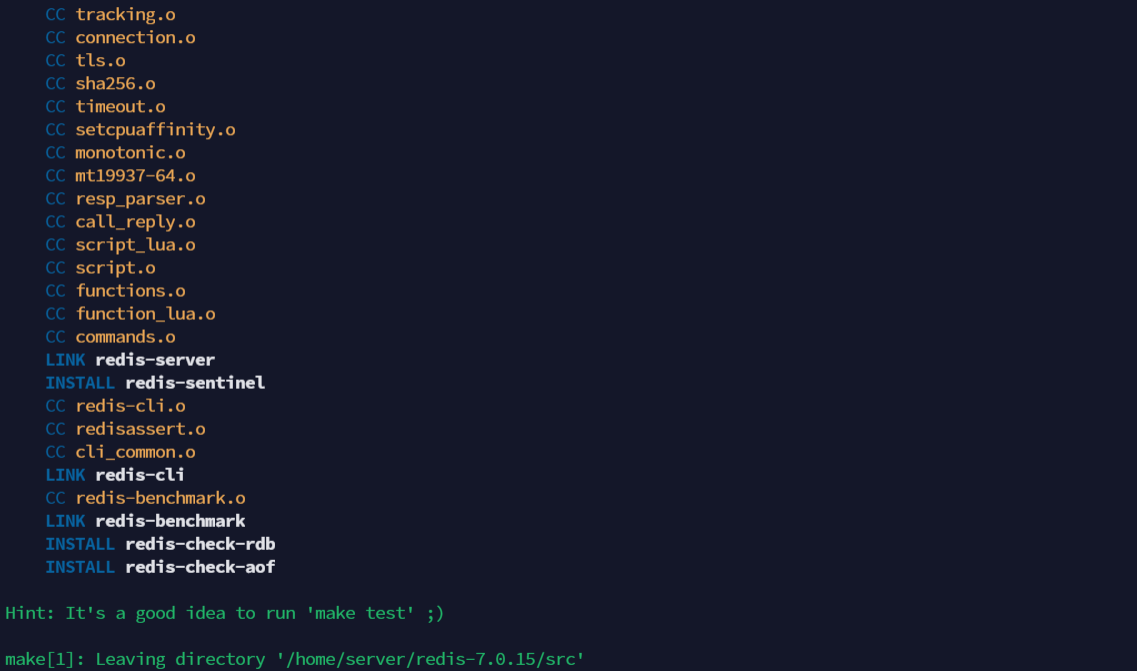 CC tracking.o
CC connection.o
CC tls.o
CC sha256.o
CC timeout.o
CC setcpuaffinity.o
CC monotonic.o
CC mt19937-64.o
CC resp_parser.o
CC call_reply.o
CC script_lua.o
CC script.o
CC functions.o
CC function_lua.o
CC commands.o
LINK redis-server
INSTALL redis-sentinel
CC redis-cli.o
CC redisassert.o
CC cli_common.o
LINK redis-cli
CC redis-benchmark.o
LINK redis-benchmark
INSTALL redis-check-rdb
INSTALL redis-check-aof
Hint: It's a good idea to run 'make test' ;)
make[1]: Leaving directory '/home/server/redis-7.0.15/src'